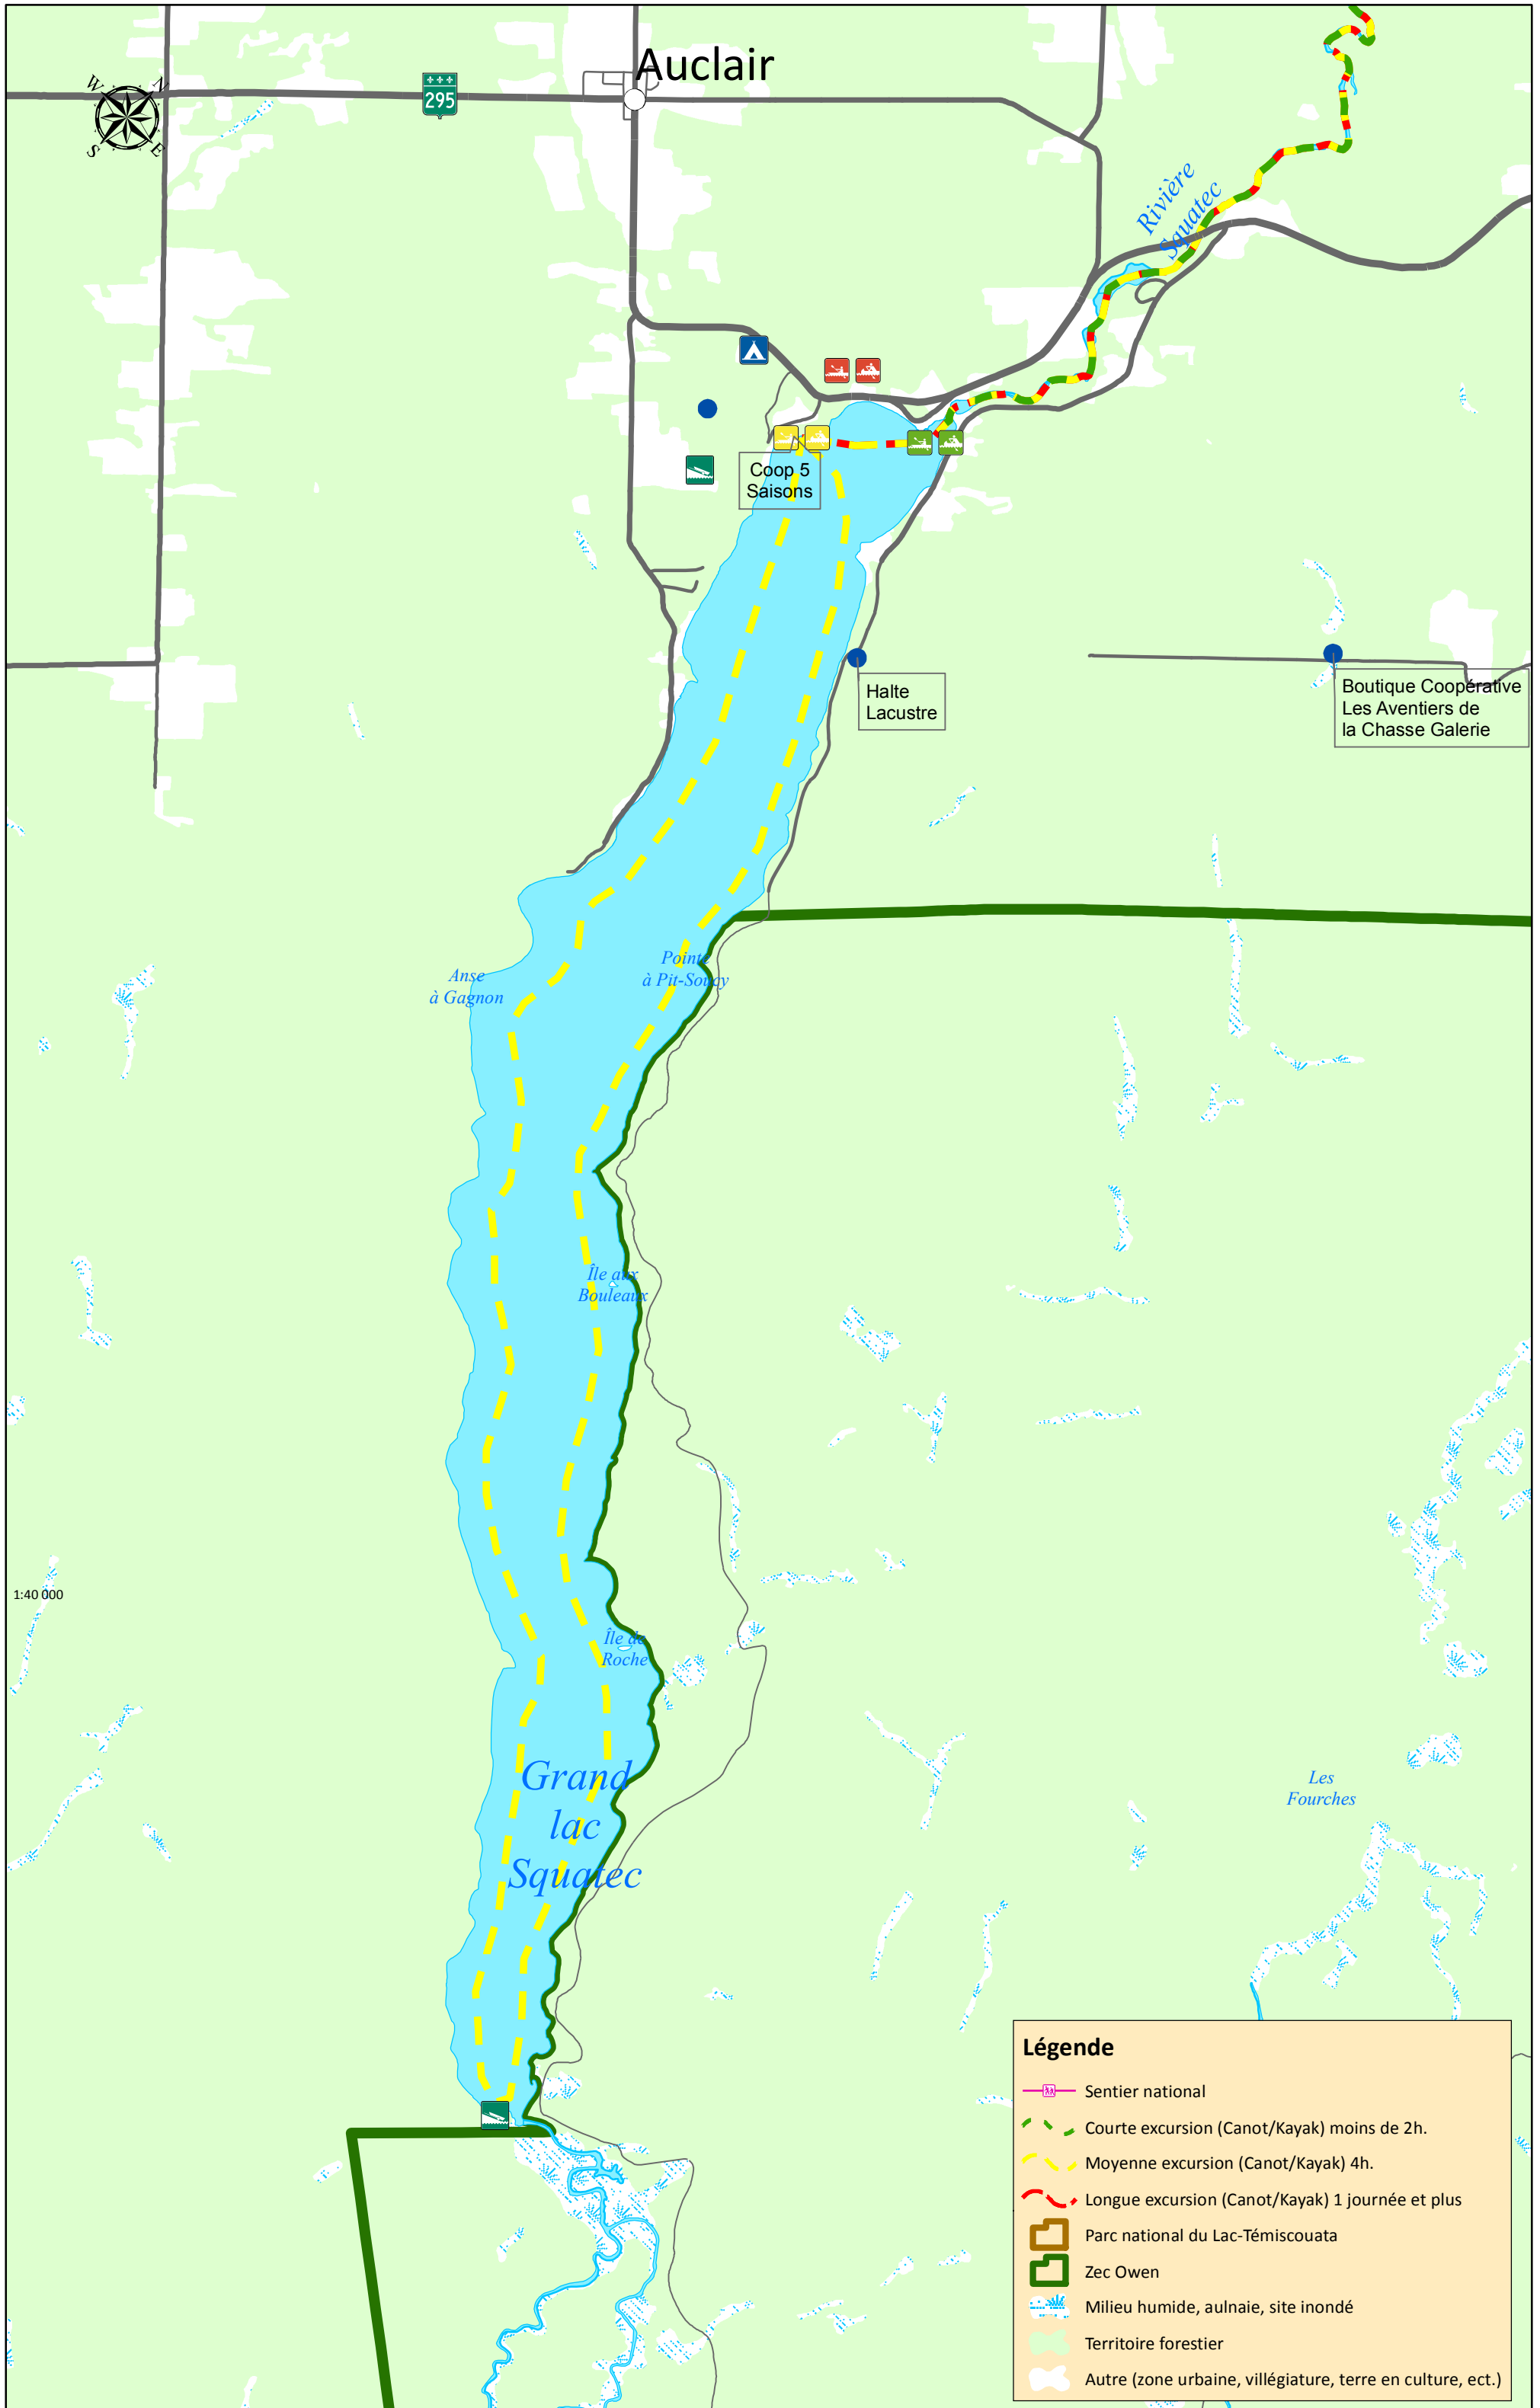 Auclair
295
N
W
S
E
Rivière
Squatec
Coop 5
Saisons
Halte
Lacustre
Boutique Coopérative
Les Aventiers de
la Chasse Galerie
Anse
à Gagnon
Pointe
à Pit-Soucy
Île aux
Bouleaux
1:40 000
Île de
Roche
Grand
lac
Squatec
Les
Fourches
Légende
Sentier national
Courte excursion (Canot/Kayak) moins de 2h.
Moyenne excursion (Canot/Kayak) 4h.
Longue excursion (Canot/Kayak) 1 journée et plus
Parc national du Lac-Témiscouata
Zec Owen
Milieu humide, aulnaie, site inondé
Territoire forestier
Autre (zone urbaine, villégiature, terre en culture, ect.)